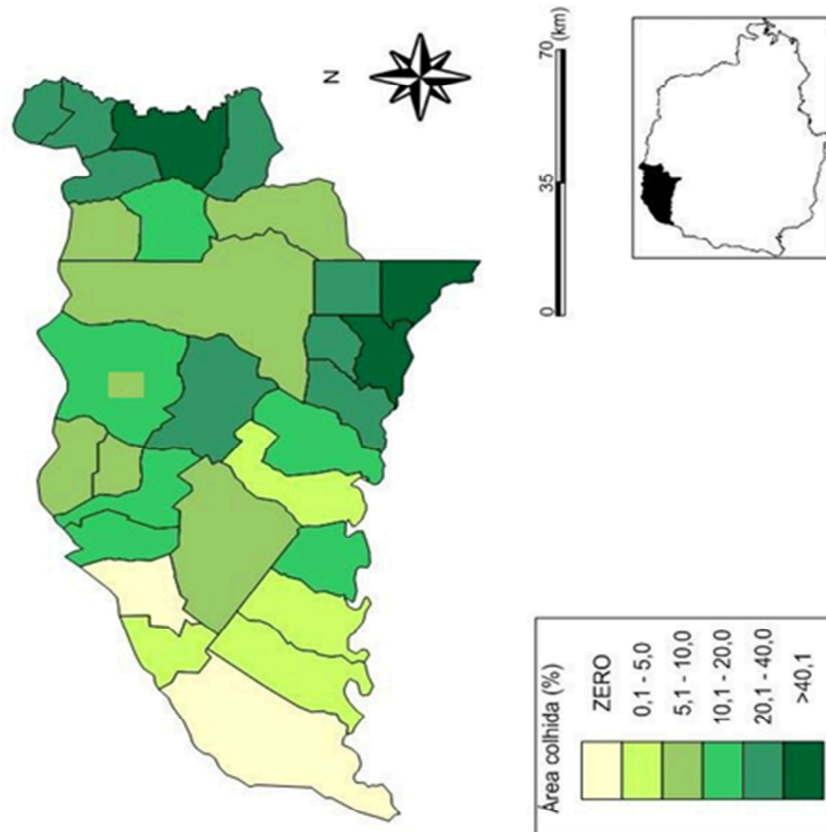 N
0 35 70 (km)
Área colhida (%)
ZERO
0,1 - 5,0
5,1 - 10,0
10,1 - 20,0
20,1 - 40,0
>40,1